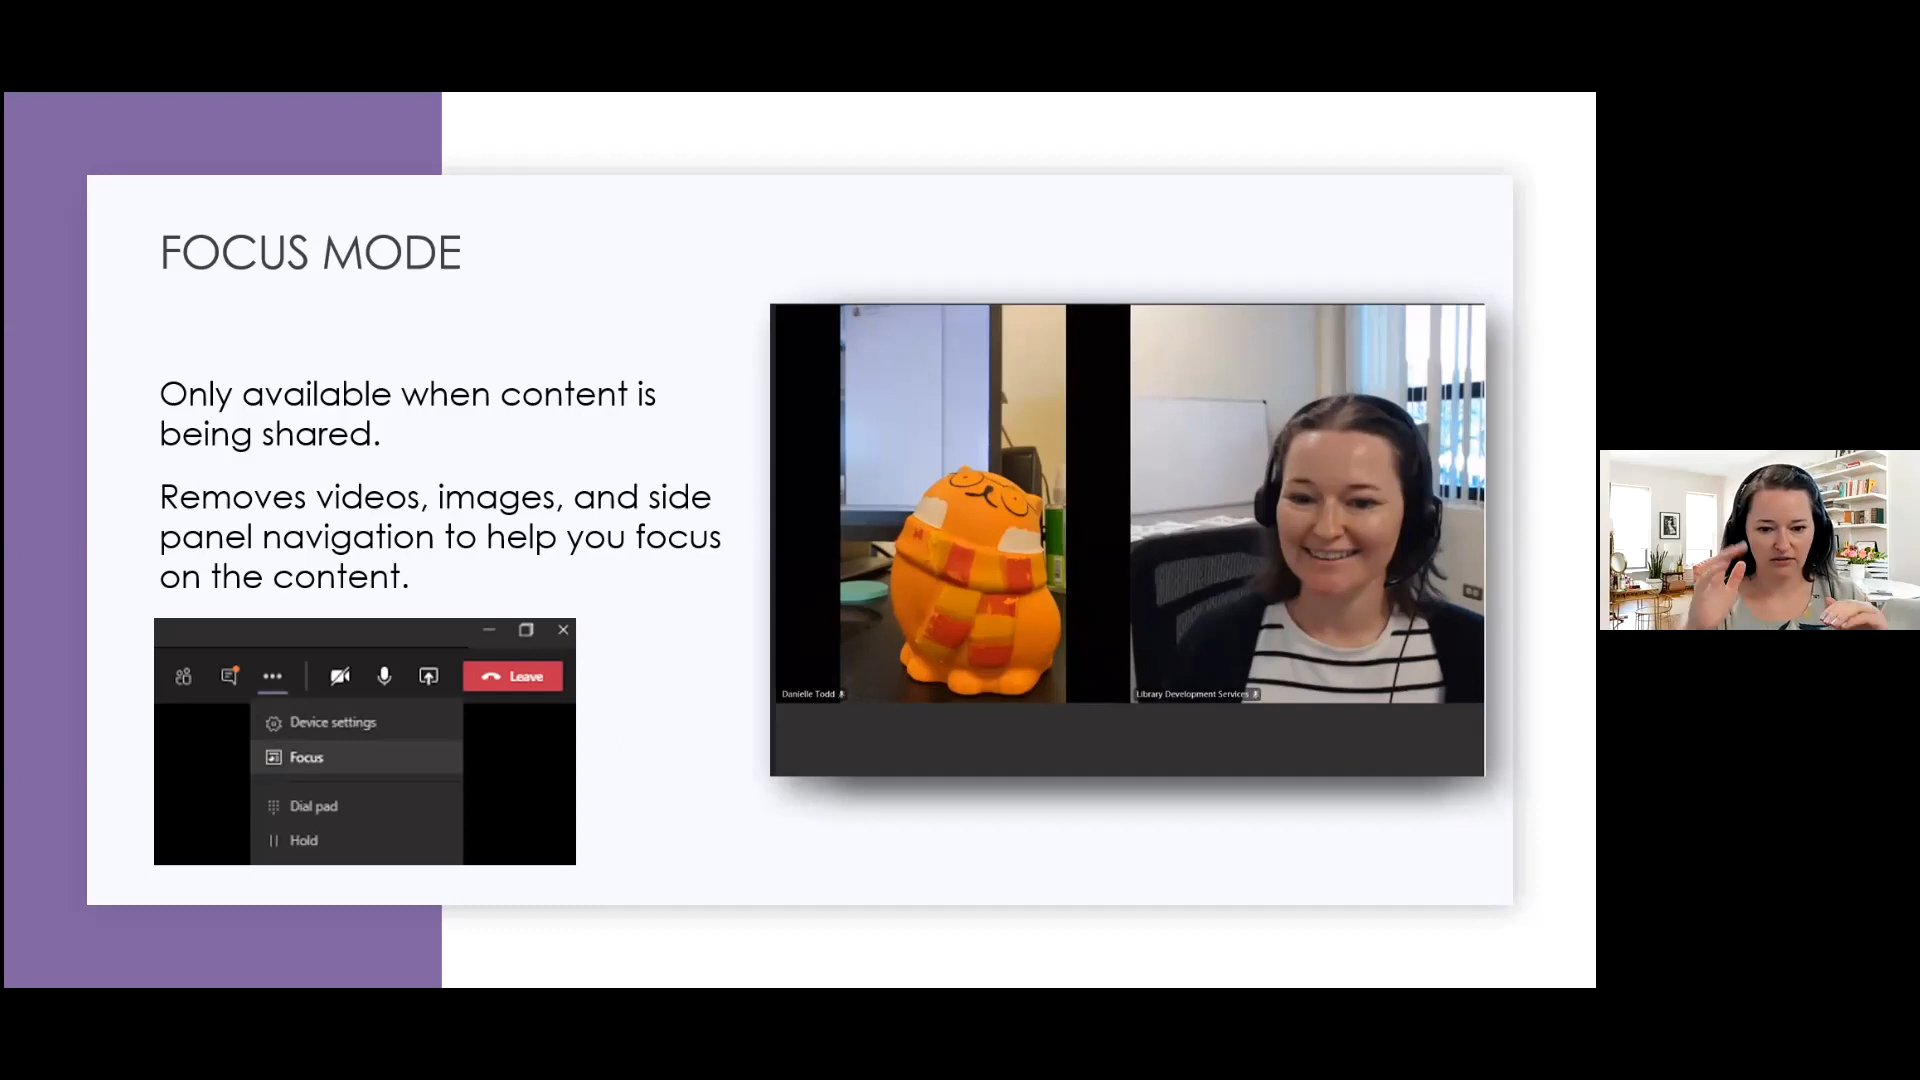 FOCUS MODE
Only available when content is
being shared.
Removes videos, images, and side
panel navigation to help you focus
on the content.
Leave
Device settings
Focus
Dial pad
Hold
Danielle Todd
Library Development Services